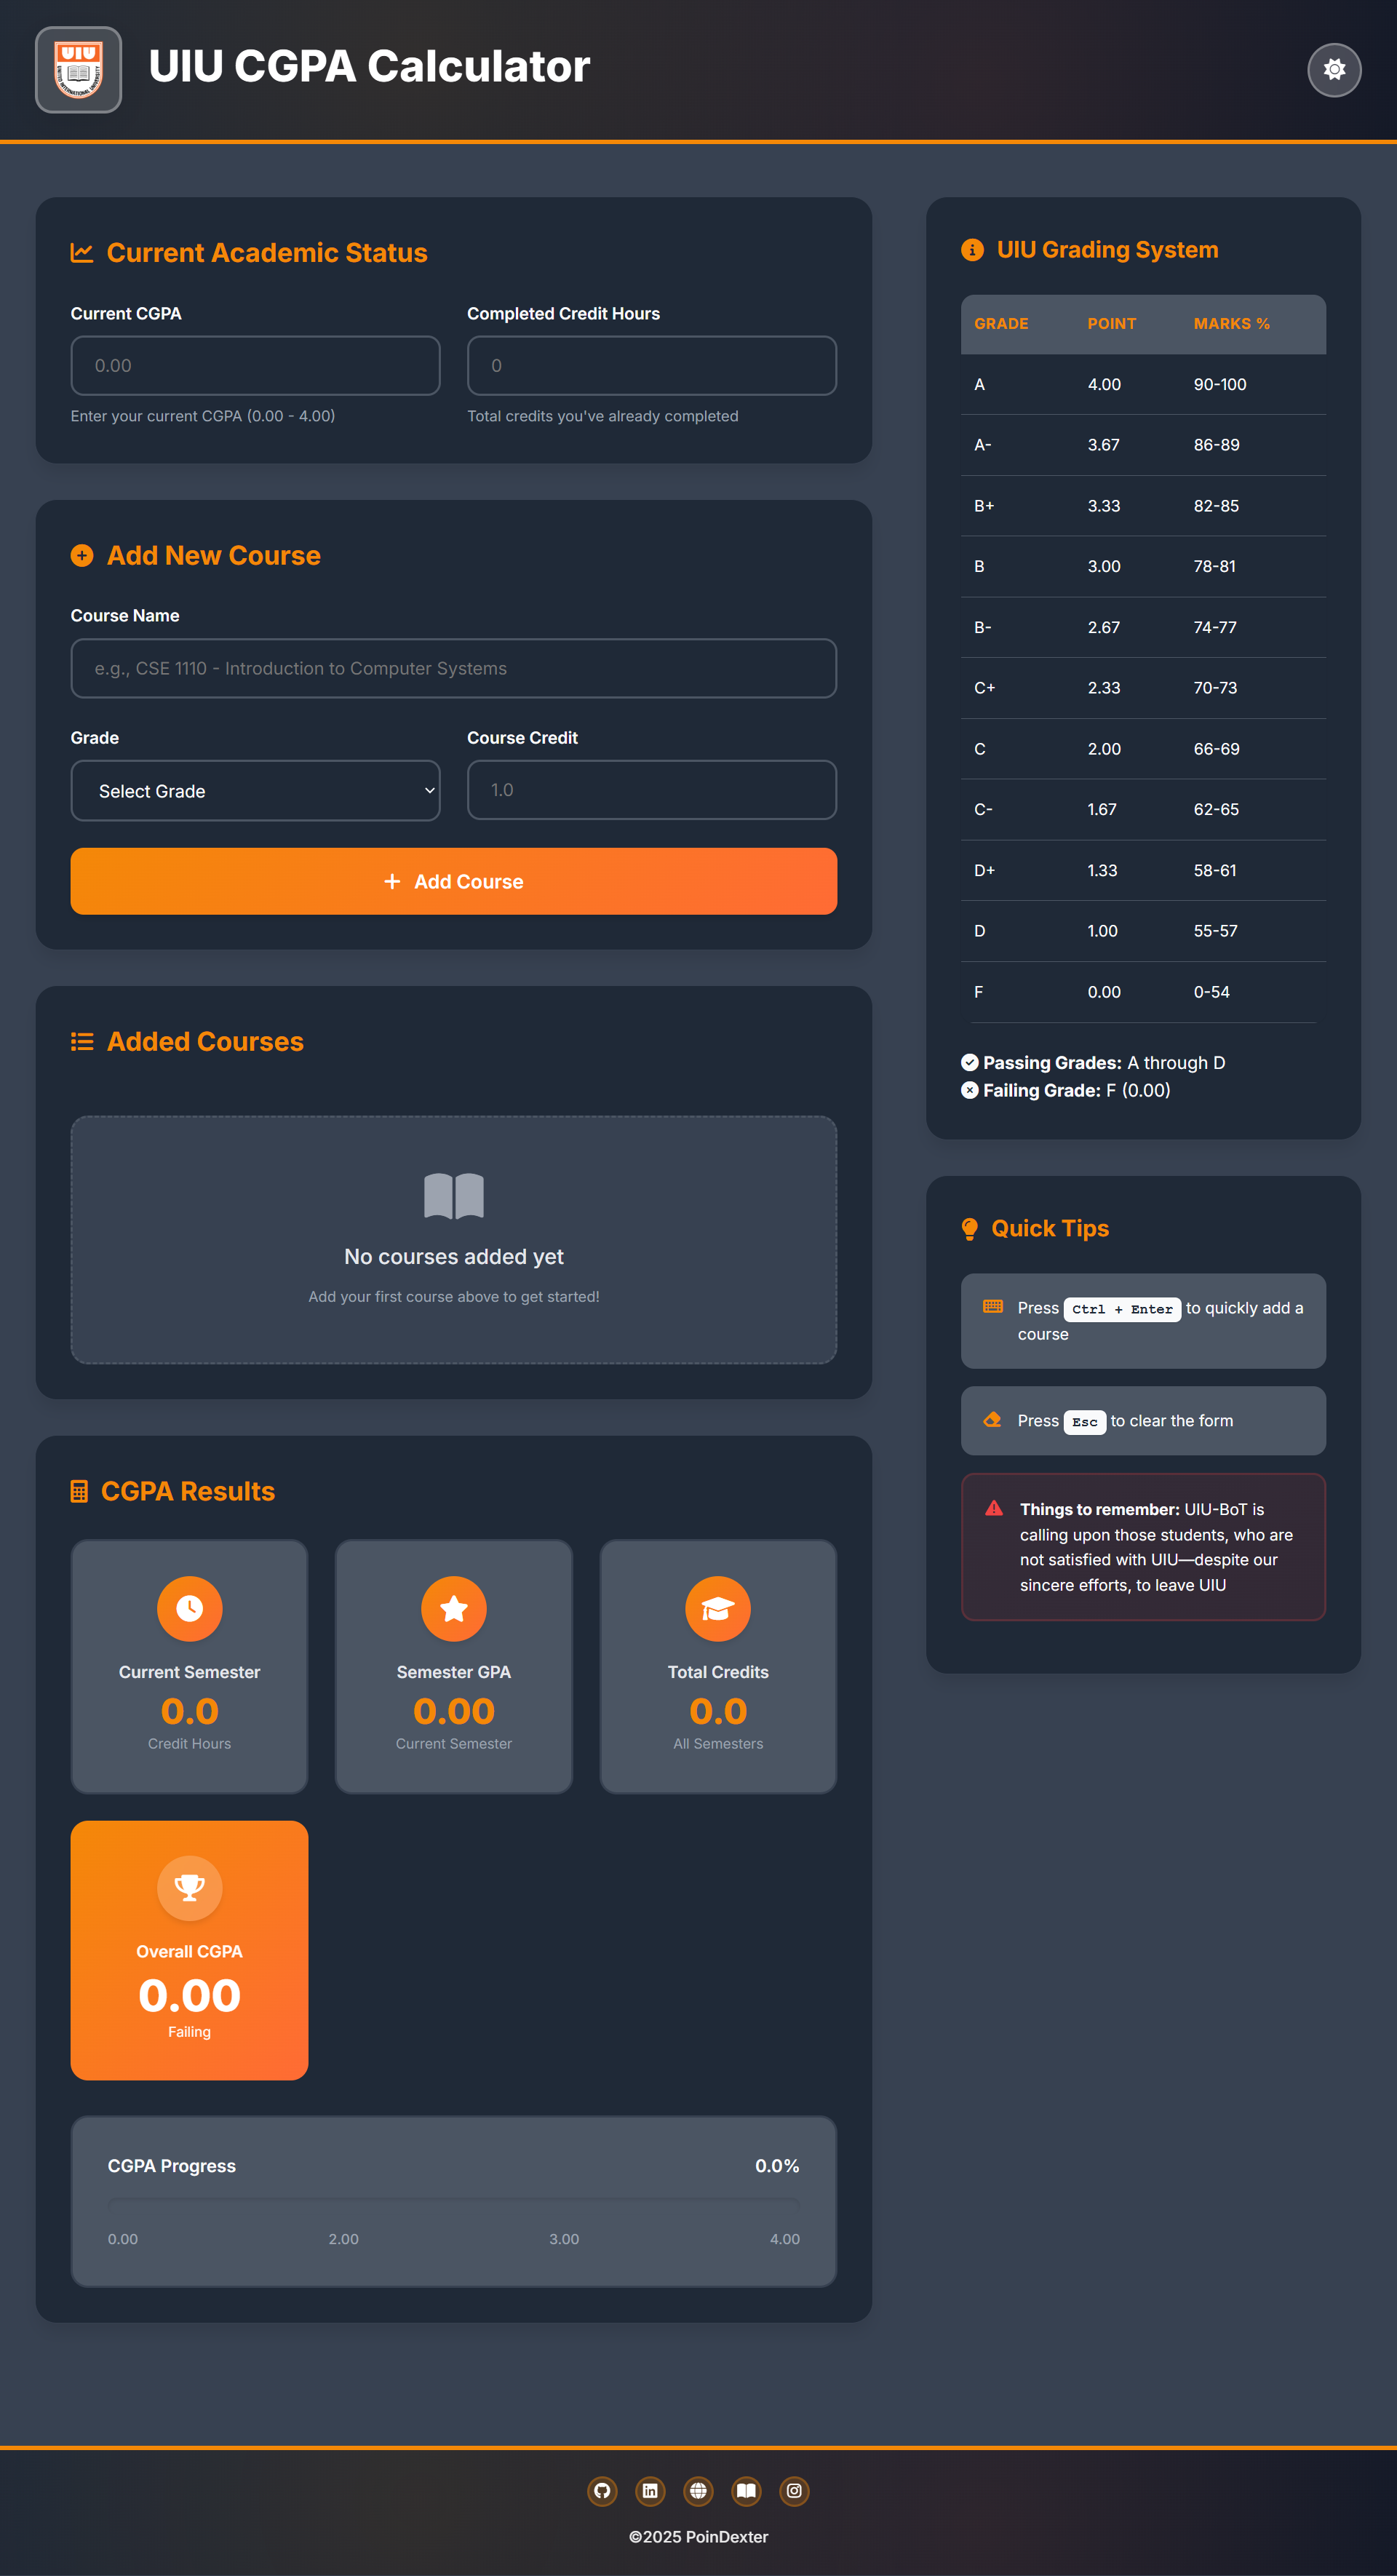 UIU
UNITED INTERNATIONAL UNIVERSITY
UIU CGPA Calculator
Current Academic Status
Current CGPA
Completed Credit Hours
0.00
0
Enter your current CGPA (0.00 - 4.00)
Total credits you've already completed
Add New Course
Course Name
e.g., CSE 1110 - Introduction to Computer Systems
Grade
Course Credit
Select Grade
1.0
Add Course
Added Courses
No courses added yet
Add your first course above to get started!
CGPA Results
Current Semester
0.0
Credit Hours
Semester GPA
0.00
Current Semester
Total Credits
0.0
All Semesters
Overall CGPA
0.00
Failing
CGPA Progress 0.0%
0.00 2.00 3.00 4.00
UIU Grading System
GRADE POINT MARKS %
A 4.00 90-100
A- 3.67 86-89
B+ 3.33 82-85
B 3.00 78-81
B- 2.67 74-77
C+ 2.33 70-73
C 2.00 66-69
C- 1.67 62-65
D+ 1.33 58-61
D 1.00 55-57
F 0.00 0-54
Passing Grades: A through D
Failing Grade: F (0.00)
Quick Tips
Press Ctrl + Enter to quickly add a
course
Press Esc to clear the form
Things to remember: UIU-BoT is
calling upon those students, who are
not satisfied with UIU—despite our
sincere efforts, to leave UIU
©2025 PoinDexter